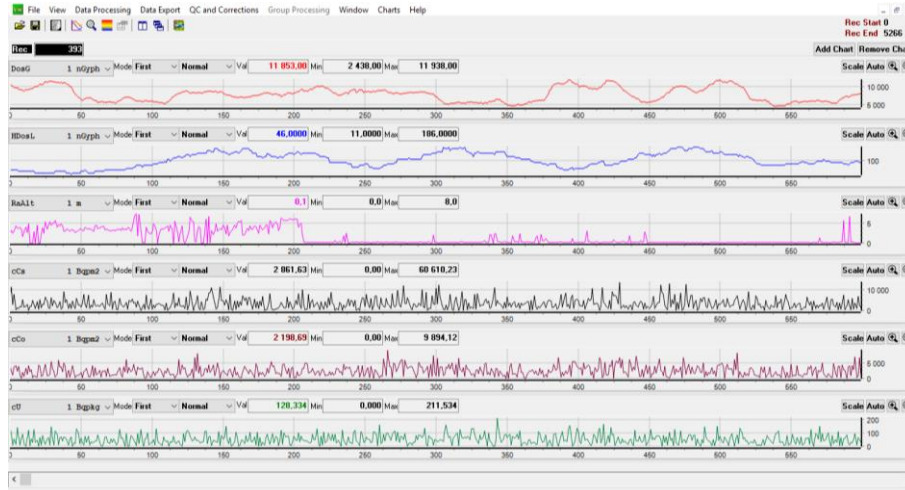 File View Data Processing Data Export QC and Corrections Group Processing Window Charts Help
Rec Start 0
Rec End 5266
Rec 393
Add Chart Remove Cha
DosG 1 nGyph Mode First Normal Val 11 853,00 Min 2 438,00 Max 11 938,00 Scale Auto
10 000
6 000
50 100 150 200 250 300 350 400 450 500 550
HDosL 1 nGyph Mode First Normal Val 46,0000 Min 11,0000 Max 186,0000 Scale Auto
100
50 100 150 200 250 300 350 400 450 500 550
RaAlt 1 m Mode First Normal Val 0,1 Min 0,0 Max 8,0 Scale Auto
5
0
50 100 150 200 250 300 350 400 450 500 550
cCs 1 Bqpm2 Mode First Normal Val 2 861,63 Min 0,00 Max 60 610,23 Scale Auto
10 000
0
50 100 150 200 250 300 350 400 450 500 550
cCo 1 Bqpm2 Mode First Normal Val 2 198,69 Min 0,00 Max 9 894,12 Scale Auto
5 000
0
50 100 150 200 250 300 350 400 450 500 550
cU 1 Bqpkg Mode First Normal Val 128,334 Min 0,000 Max 211,534 Scale Auto
200
100
50 100 150 200 250 300 350 400 450 500 550